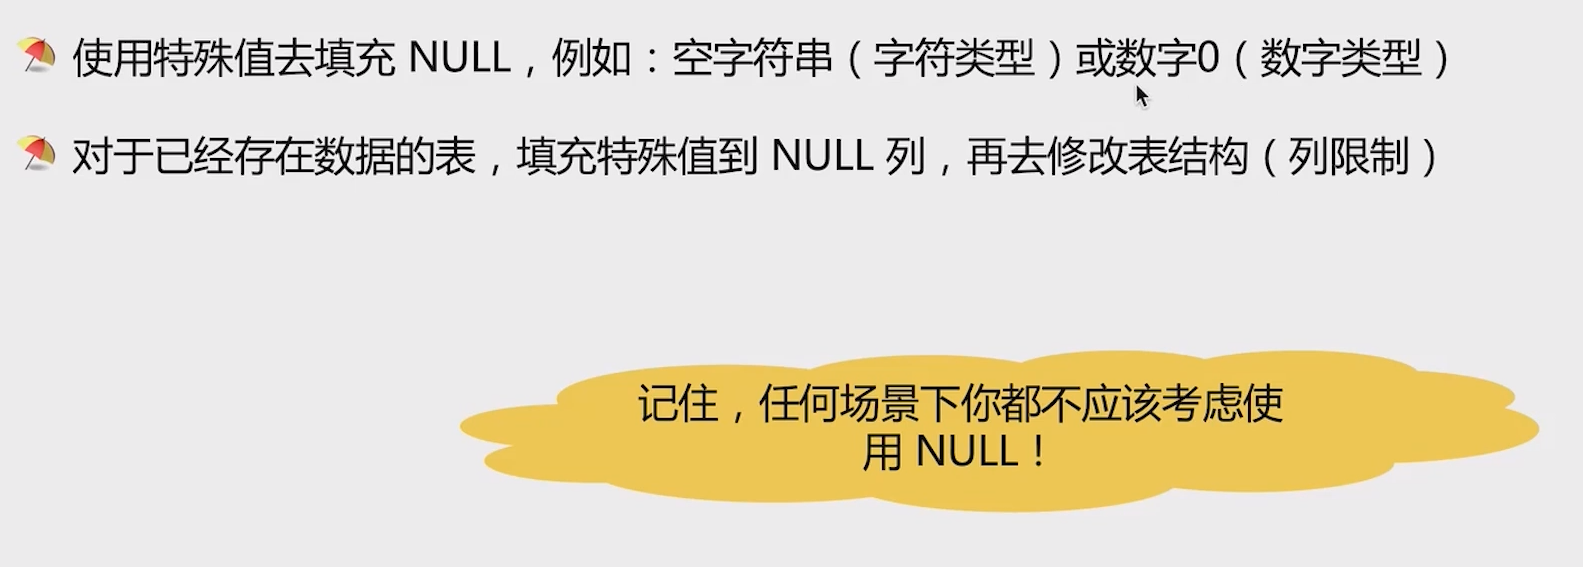 使用特殊值去填充 NULL，例如：空字符串（字符类型）或数字0（数字类型）
对于已经存在数据的表，填充特殊值到 NULL 列，再去修改表结构（列限制）
记住，任何场景下你都不应该考虑使
用 NULL！